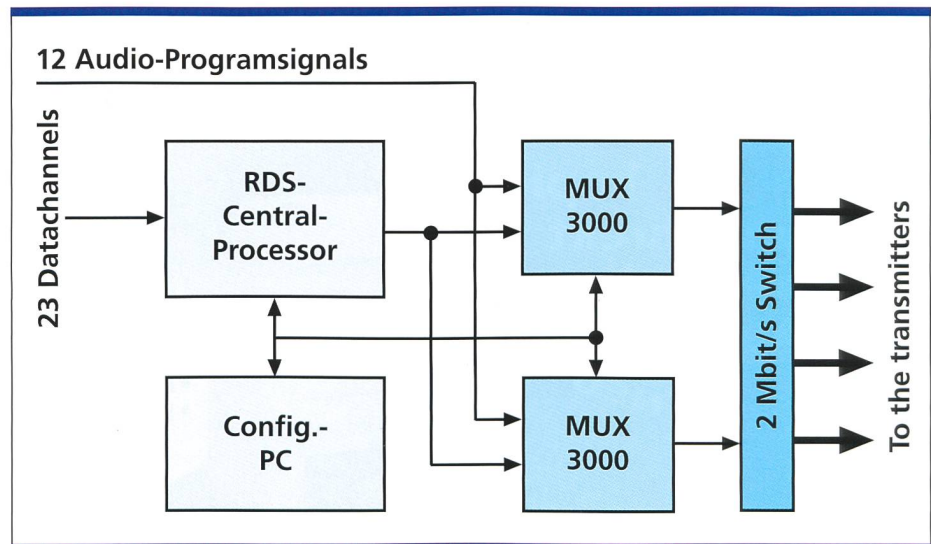 12 Audio-Programsignals
23 Datachannels
RDS-
Central-
Processor
MUX
3000
Config.-
PC
MUX
3000
2 Mbit/s Switch
To the transmitters